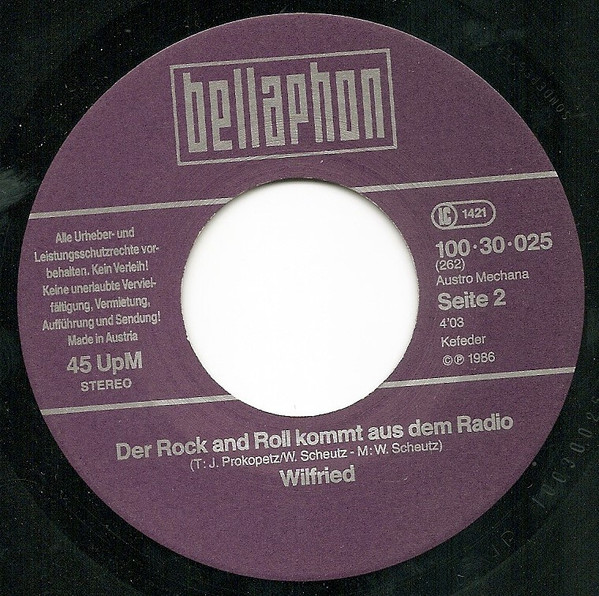 bellaphon
Alle Urheber- und
Leistungsschutzrechte vor-
behalten. Kein Verleih!
Keine unerlaubte Verviel-
fältigung, Vermietung,
Aufführung und Sendung!
Made in Austria
45 UpM
STEREO
LC 1421
100·30·025
(262)
Austro Mechana
Seite 2
4'03
Kefeder
©℗ 1986
Der Rock and Roll kommt aus dem Radio
(T: J. Prokopetz/W. Scheutz - M: W. Scheutz)
Wilfried